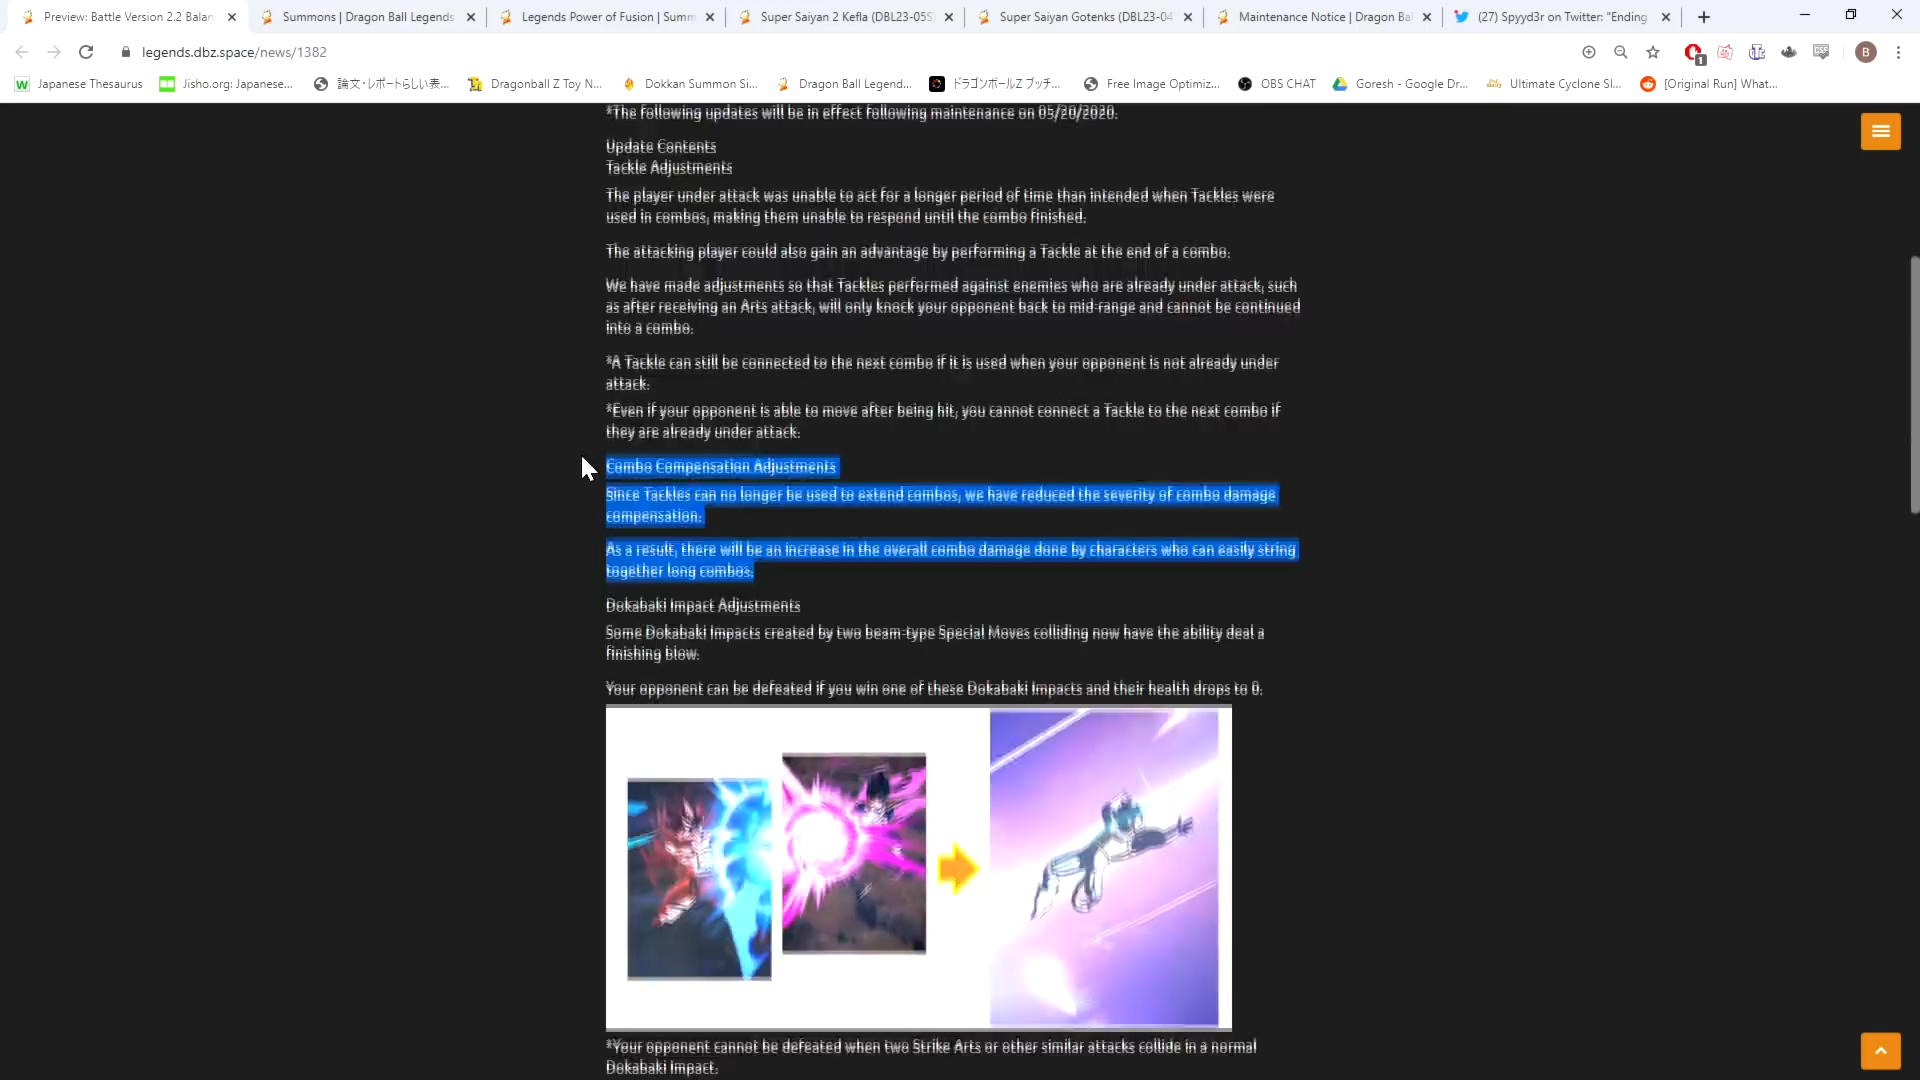 Preview: Battle Version 2.2 Balan
Summons | Dragon Ball Legends
Legends Power of Fusion | Summ
Super Saiyan 2 Kefla (DBL23-05S
Super Saiyan Gotenks (DBL23-04
Maintenance Notice | Dragon Bal
(27) Spyyd3r on Twitter: "Ending
legends.dbz.space/news/1382
1
B
W Japanese Thesaurus
Jisho.org: Japanese...
論文・レポートらしい表...
Dragonball Z Toy N...
Dokkan Summon Si...
Dragon Ball Legend...
ドラゴンボールZ ブッチ...
Free Image Optimiz...
OBS CHAT
Goresh - Google Dr...
Ultimate Cyclone Sl...
[Original Run] What...
*The following updates will be in effect following maintenance on 05/20/2020.
Update Contents
Tackle Adjustments
The player under attack was unable to act for a longer period of time than intended when Tackles were
used in combos, making them unable to respond until the combo finished.
The attacking player could also gain an advantage by performing a Tackle at the end of a combo.
We have made adjustments so that Tackles performed against enemies who are already under attack, such
as after receiving an Arts attack, will only knock your opponent back to mid-range and cannot be continued
into a combo.
*A Tackle can still be connected to the next combo if it is used when your opponent is not already under
attack.
*Even if your opponent is able to move after being hit, you cannot connect a Tackle to the next combo if
they are already under attack.
Combo Compensation Adjustments
Since Tackles can no longer be used to extend combos, we have reduced the severity of combo damage
compensation.
As a result, there will be an increase in the overall combo damage done by characters who can easily string
together long combos.
Dokabaki Impact Adjustments
Some Dokabaki Impacts created by two beam-type Special Moves colliding now have the ability deal a
finishing blow.
Your opponent can be defeated if you win one of these Dokabaki Impacts and their health drops to 0.
*Your opponent cannot be defeated when two Strike Arts or other similar attacks collide in a normal
Dokabaki Impact.